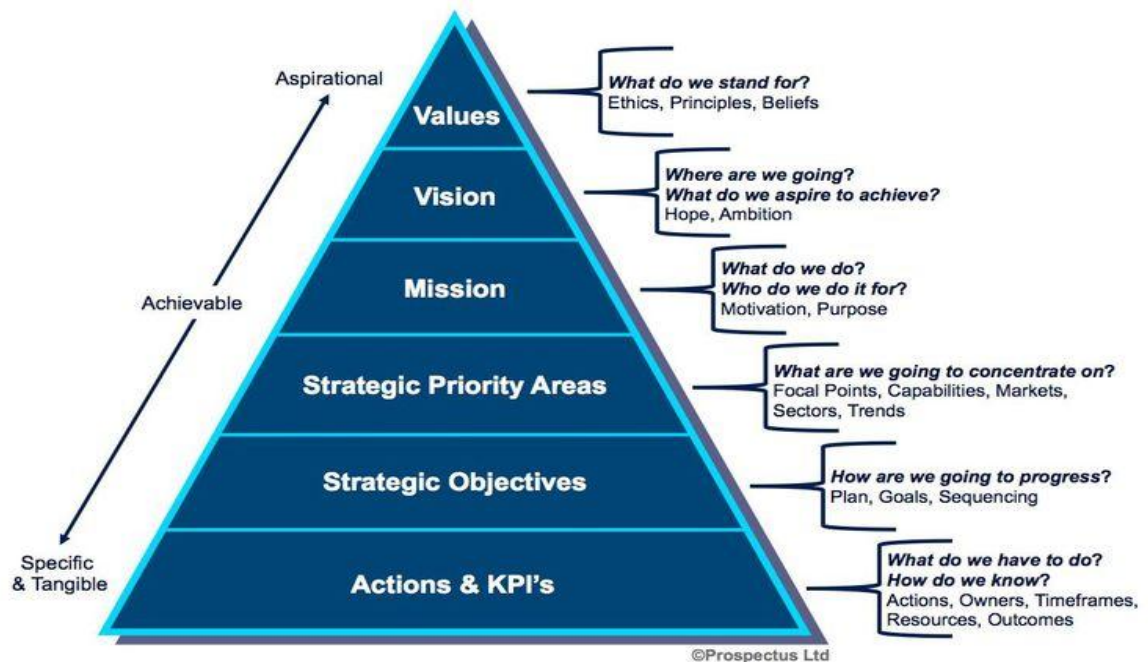 Aspirational
Achievable
Specific
& Tangible
Values
Vision
Mission
Strategic Priority Areas
Strategic Objectives
Actions & KPI's
What do we stand for?
Ethics, Principles, Beliefs
Where are we going?
What do we aspire to achieve?
Hope, Ambition
What do we do?
Who do we do it for?
Motivation, Purpose
What are we going to concentrate on?
Focal Points, Capabilities, Markets,
Sectors, Trends
How are we going to progress?
Plan, Goals, Sequencing
What do we have to do?
How do we know?
Actions, Owners, Timeframes,
Resources, Outcomes
©Prospectus Ltd